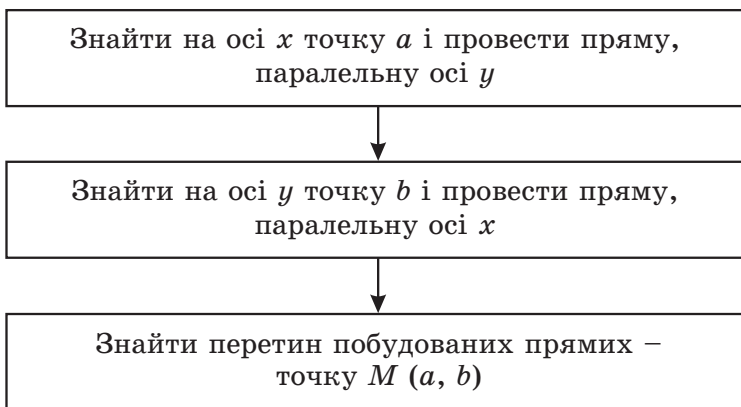 Знайти на осі x точку a і провести пряму,
паралельну осі y
Знайти на осі y точку b і провести пряму,
паралельну осі x
Знайти перетин побудованих прямих –
точку M (a, b)